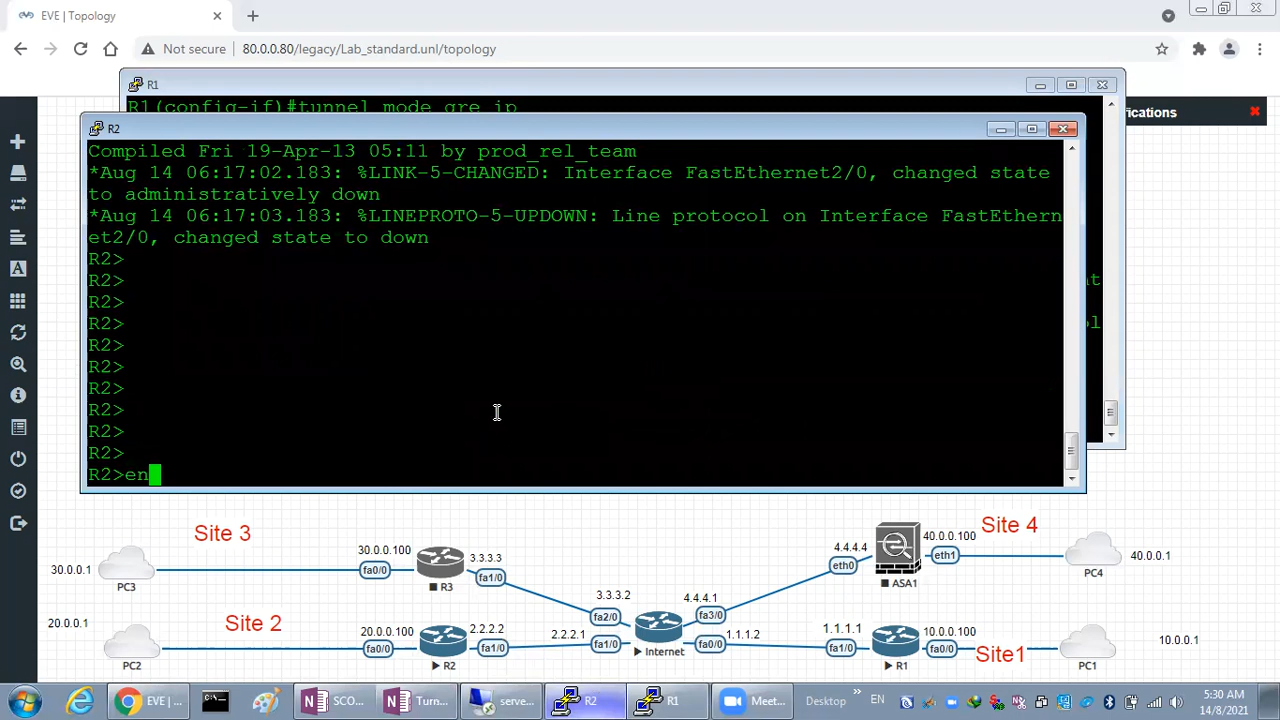 EVE | Topology
Not secure
80.0.0.80/legacy/Lab_standard.unl/topology
R1
R1(config-if)#tunnel mode gre ip
fications
R2
Compiled Fri 19-Apr-13 05:11 by prod_rel_team
*Aug 14 06:17:02.183: %LINK-5-CHANGED: Interface FastEthernet2/0, changed state
to administratively down
*Aug 14 06:17:03.183: %LINEPROTO-5-UPDOWN: Line protocol on Interface FastEthern
et2/0, changed state to down
R2>
R2>
R2>
R2>
R2>
R2>
R2>
R2>
R2>
R2>
R2>en
Site 3
30.0.0.100
3.3.3.3
30.0.0.1
PC3
fa0/0
R3
fa1/0
4.4.4.4
40.0.0.100
Site 4
eth0
eth1
40.0.0.1
ASA1
PC4
3.3.3.2
4.4.4.1
fa2/0
fa3/0
20.0.0.1
Site 2
20.0.0.100
2.2.2.2
2.2.2.1
1.1.1.2
1.1.1.1
10.0.0.100
10.0.0.1
PC2
fa0/0
R2
fa1/0
fa1/0
Internet
fa0/0
fa1/0
R1
fa0/0
Site1
PC1
EVE |...
SCO...
Turn...
serve...
R2
R1
Meet...
Desktop
EN
5:30 AM
14/8/2021